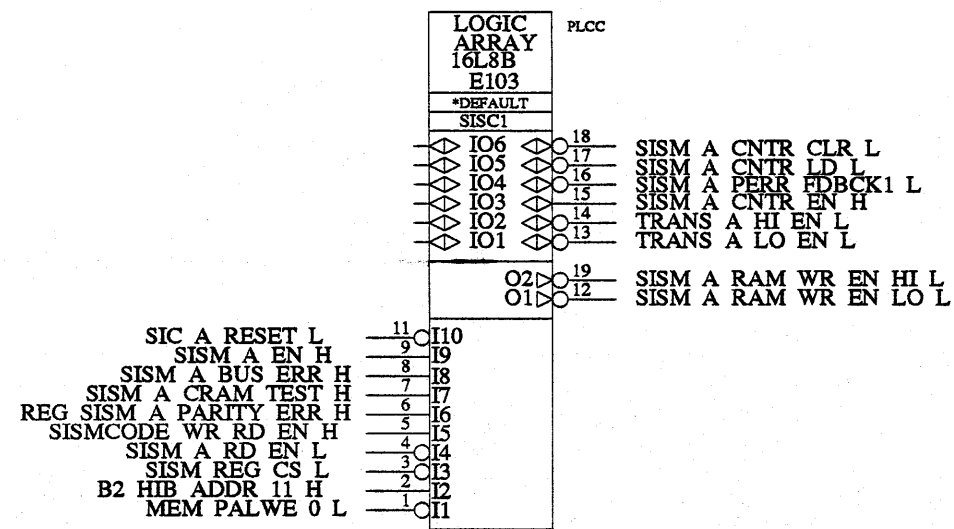 LOGIC
ARRAY
16L8B
E103
PLCC
*DEFAULT
SISC1
IO6 18 SISM A CNTR CLR L
IO5 17 SISM A CNTR LD L
IO4 16 SISM A PERR FDBCK1 L
IO3 15 SISM A CNTR EN H
IO2 14 TRANS A HI EN L
IO1 13 TRANS A LO EN L
O2 19 SISM A RAM WR EN HI L
O1 12 SISM A RAM WR EN LO L
SIC A RESET L 11 I10
SISM A EN H 9 I9
SISM A BUS ERR H 8 I8
SISM A CRAM TEST H 7 I7
REG SISM A PARITY ERR H 6 I6
SISMCODE WR RD EN H 5 I5
SISM A RD EN L 4 I4
SISM REG CS L 3 I3
B2 HIB ADDR 11 H 2 I2
MEM PALWE 0 L 1 I1